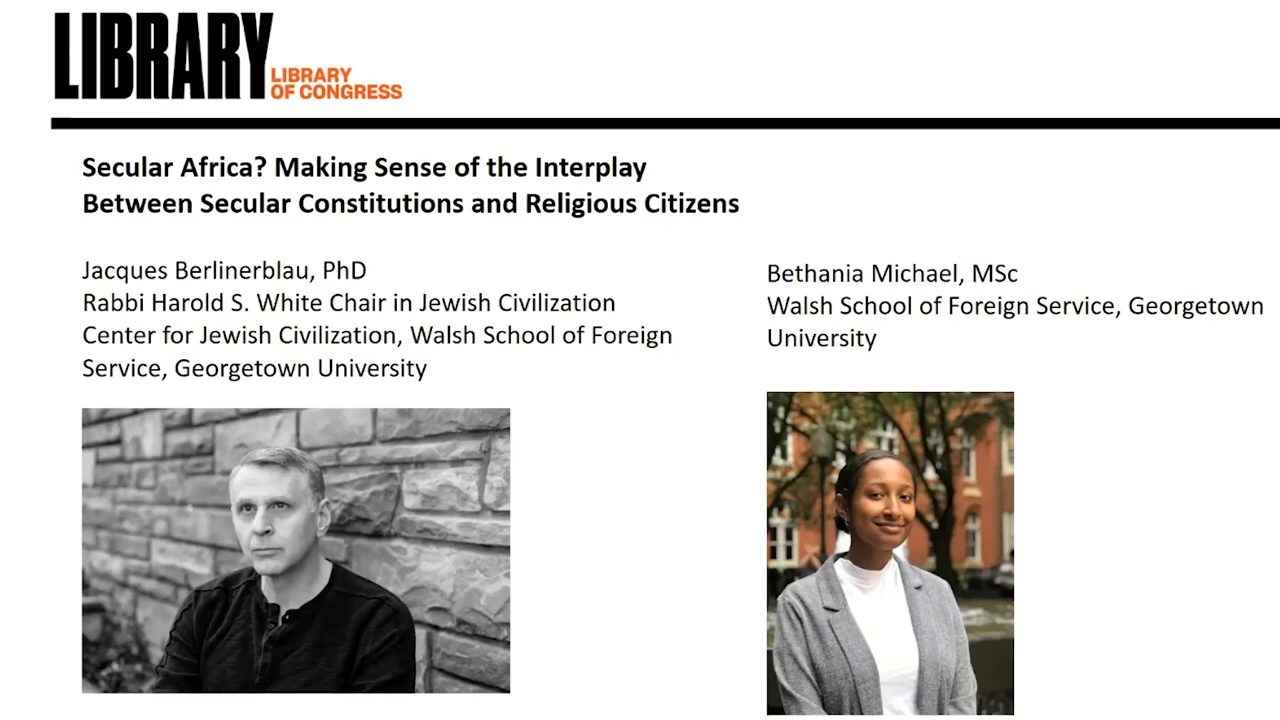 LIBRARY
LIBRARY
OF CONGRESS
Secular Africa? Making Sense of the Interplay
Between Secular Constitutions and Religious Citizens
Jacques Berlinerblau, PhD
Rabbi Harold S. White Chair in Jewish Civilization
Center for Jewish Civilization, Walsh School of Foreign
Service, Georgetown University
Bethania Michael, MSc
Walsh School of Foreign Service, Georgetown
University